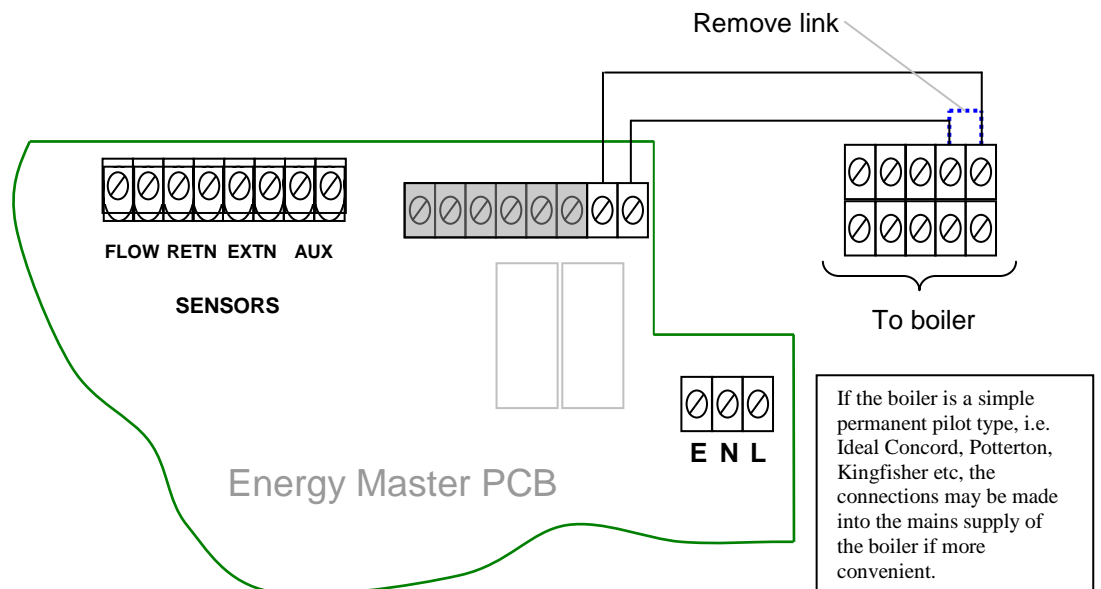 Remove link
FLOW RETN EXTN AUX
SENSORS
To boiler
E N L
Energy Master PCB
If the boiler is a simple
permanent pilot type, i.e.
Ideal Concord, Potterton,
Kingfisher etc, the
connections may be made
into the mains supply of
the boiler if more
convenient.